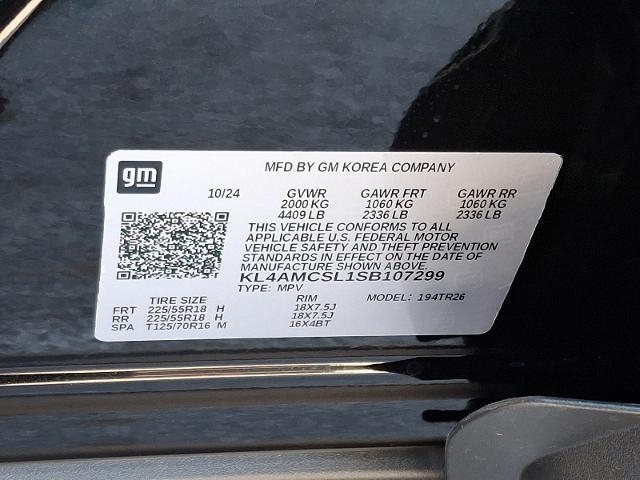 gm
MFD BY GM KOREA COMPANY
10/24 GVWR GAWR FRT GAWR RR
2000 KG 1060 KG 1060 KG
4409 LB 2336 LB 2336 LB
THIS VEHICLE CONFORMS TO ALL
APPLICABLE U.S. FEDERAL MOTOR
VEHICLE SAFETY AND THEFT PREVENTION
STANDARDS IN EFFECT ON THE DATE OF
MANUFACTURE SHOWN ABOVE.
KL4AMCSL1SB107299
TYPE: MPV
TIRE SIZE RIM MODEL: 194TR26
FRT 225/55R18 H 18X7.5J
RR 225/55R18 H 18X7.5J
SPA T125/70R16 M 16X4BT